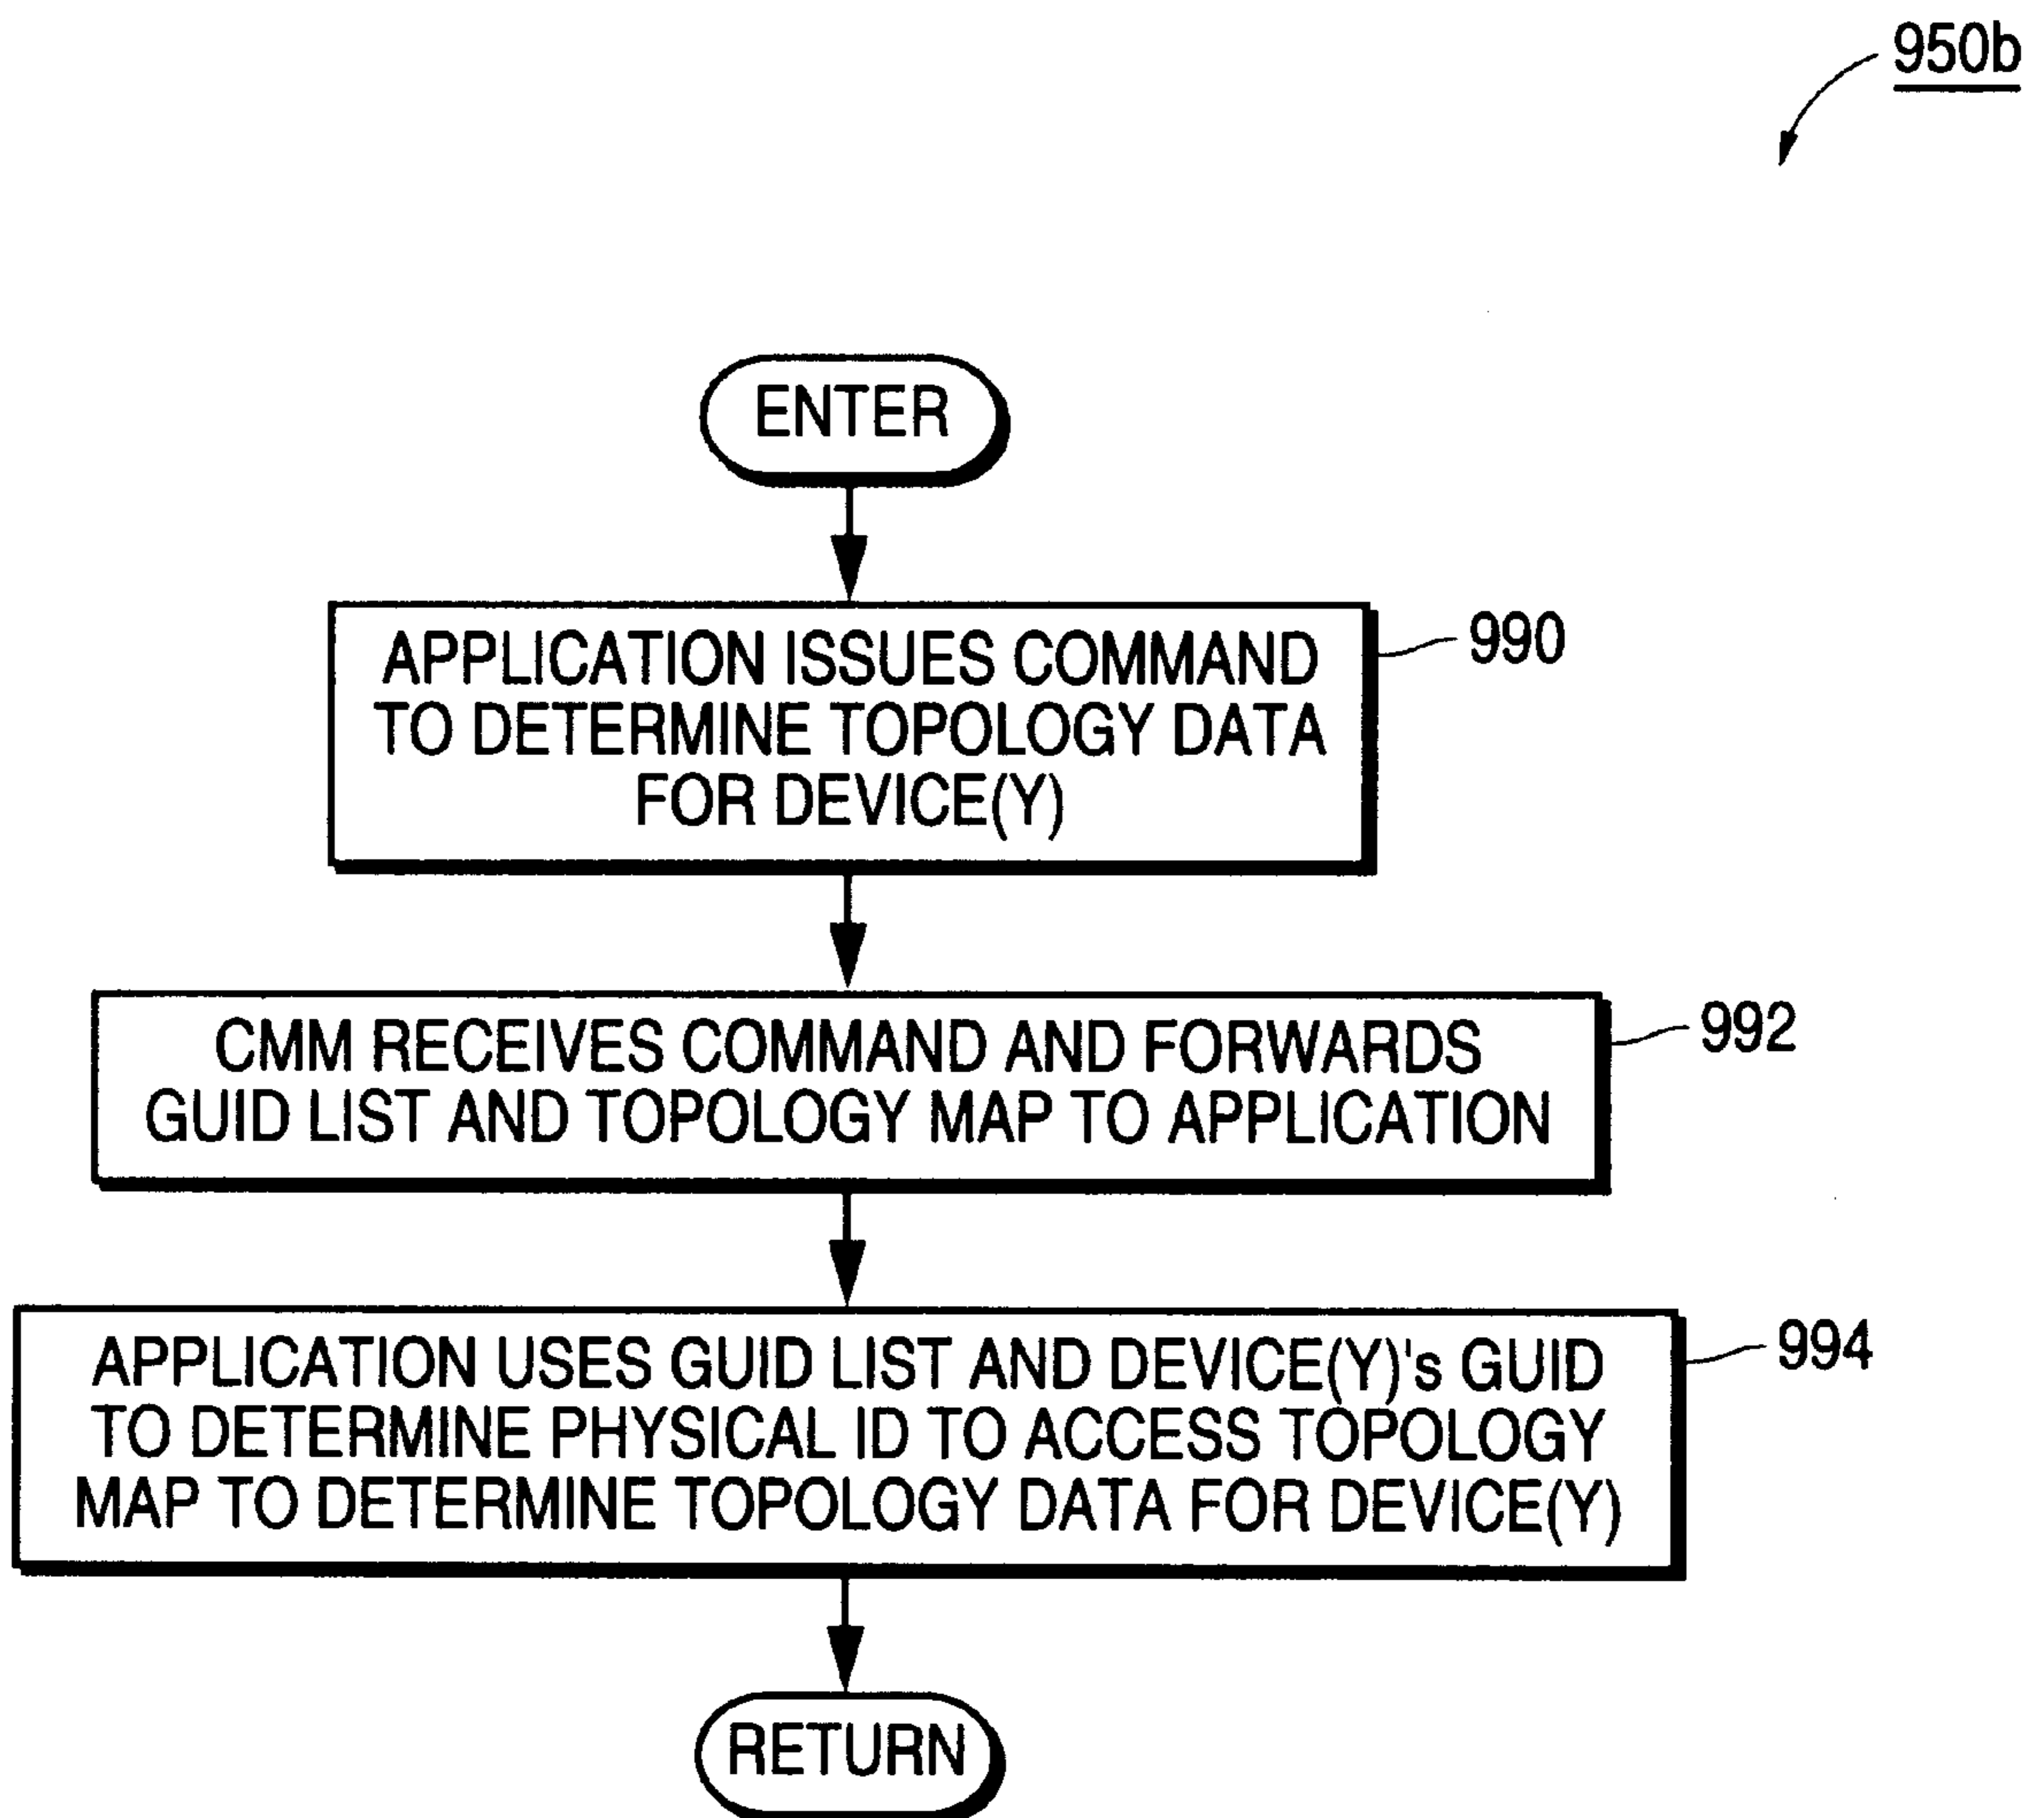 950b
ENTER
APPLICATION ISSUES COMMAND
TO DETERMINE TOPOLOGY DATA
FOR DEVICE(Y)
990
CMM RECEIVES COMMAND AND FORWARDS
GUID LIST AND TOPOLOGY MAP TO APPLICATION
992
APPLICATION USES GUID LIST AND DEVICE(Y)'s GUID
TO DETERMINE PHYSICAL ID TO ACCESS TOPOLOGY
MAP TO DETERMINE TOPOLOGY DATA FOR DEVICE(Y)
994
RETURN